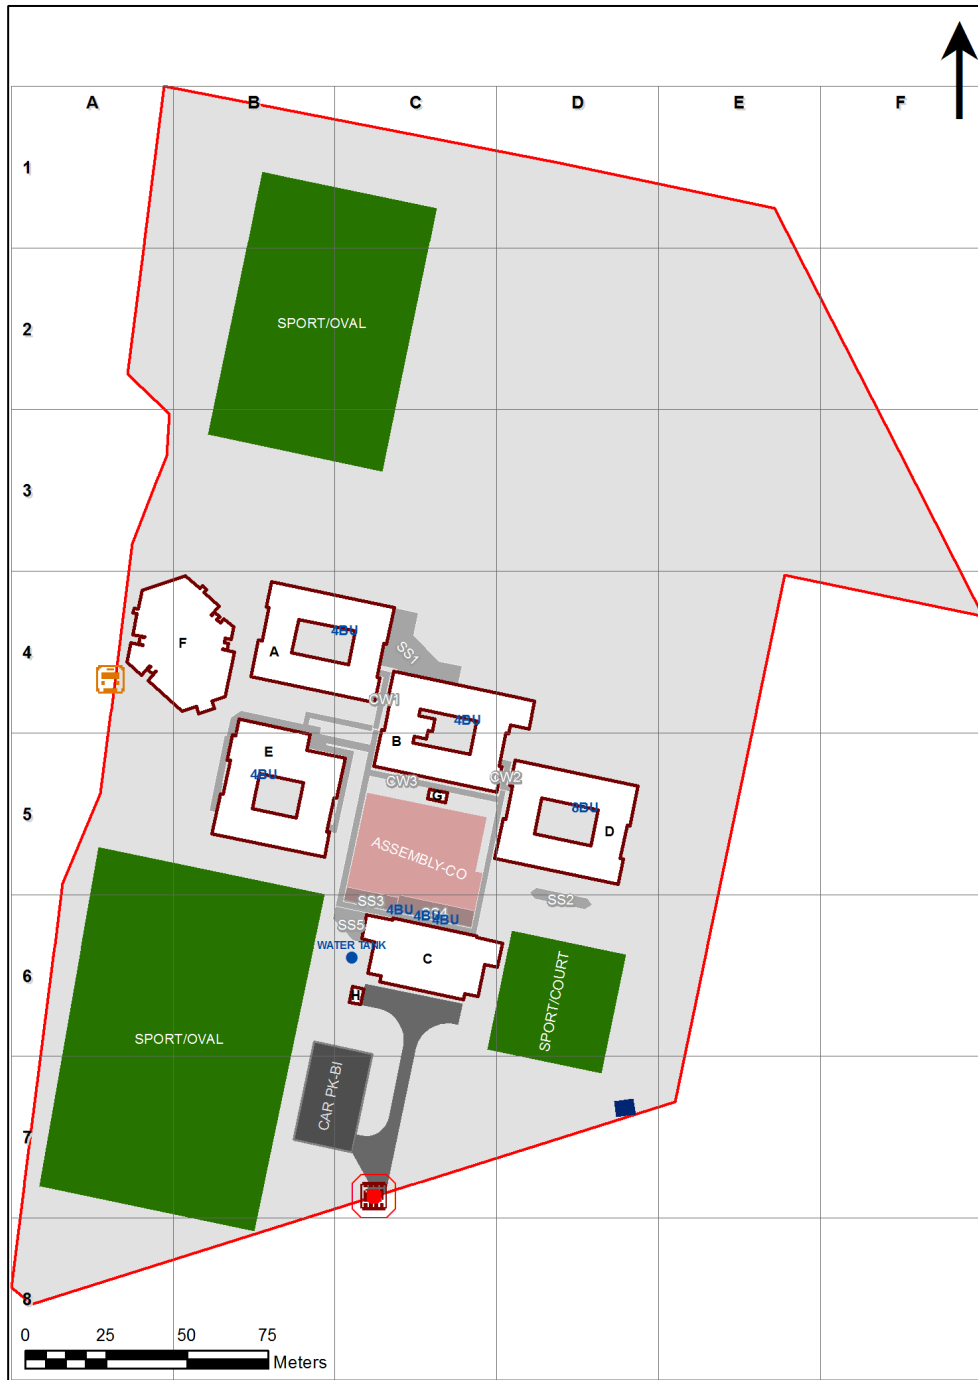 A B C D E F
1
SPORT/OVAL
2
3
4BU
F
A
SS1
4
CW1
4BU
B
E
4BU
CW3
CW2
G
8BU
5
D
ASSEMBLY-CO
SS3
SS2
4BU
4BU
SS4
4BU
SS5
WATER TANK
C
6
SPORT/COURT
H
SPORT/OVAL
CAR PK-BI
7
8
0 25 50 75
Meters